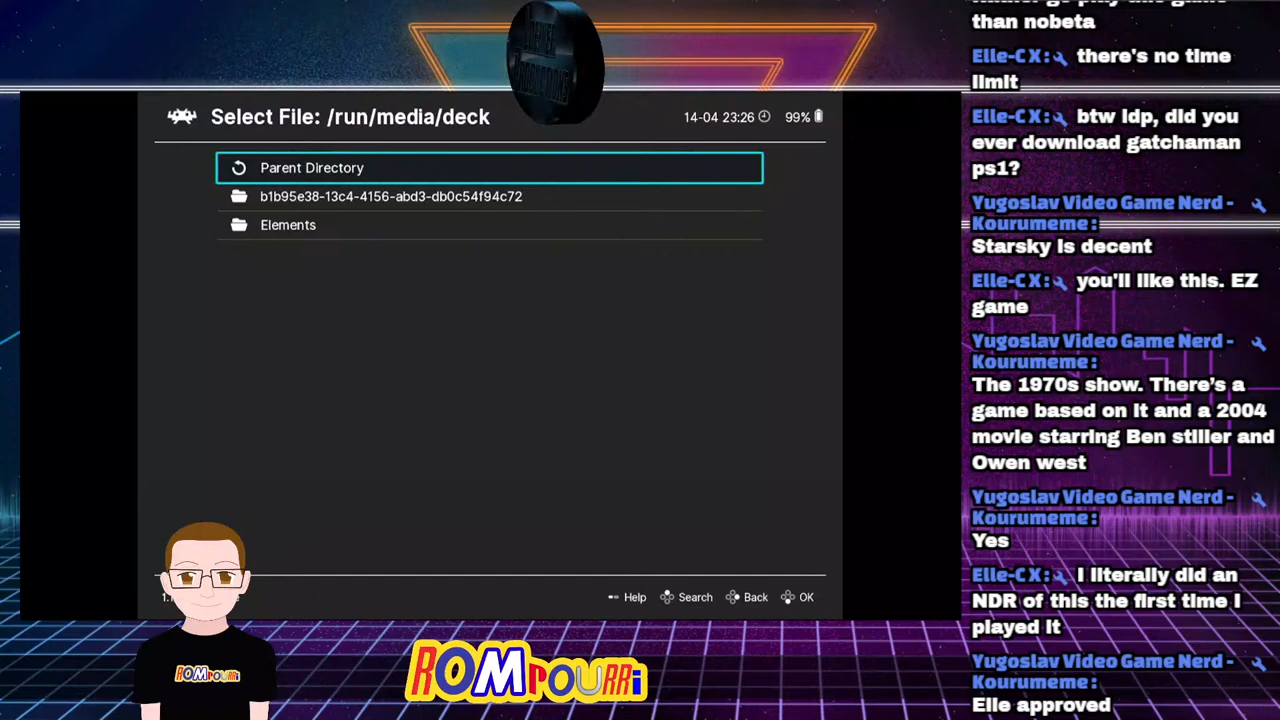 Select File: /run/media/deck
14-04 23:26
99%
Parent Directory
b1b95e38-13c4-4156-abd3-db0c54f94c72
Elements
Help
Search
Back
OK
ROMPOURRi
ROMPOURRi
than nobeta
Elle-CX: there's no time
limit
Elle-CX: btw ldp, did you
ever download gatchaman
ps1?
Yugoslav Video Game Nerd -
Kourumeme:
Starsky is decent
Elle-CX: you'll like this. EZ
game
Yugoslav Video Game Nerd -
Kourumeme:
The 1970s show. There's a
game based on it and a 2004
movie starring Ben stiller and
Owen west
Yugoslav Video Game Nerd -
Kourumeme:
Yes
Elle-CX: I literally did an
NDR of this the first time I
played it
Yugoslav Video Game Nerd -
Kourumeme:
Elle approved